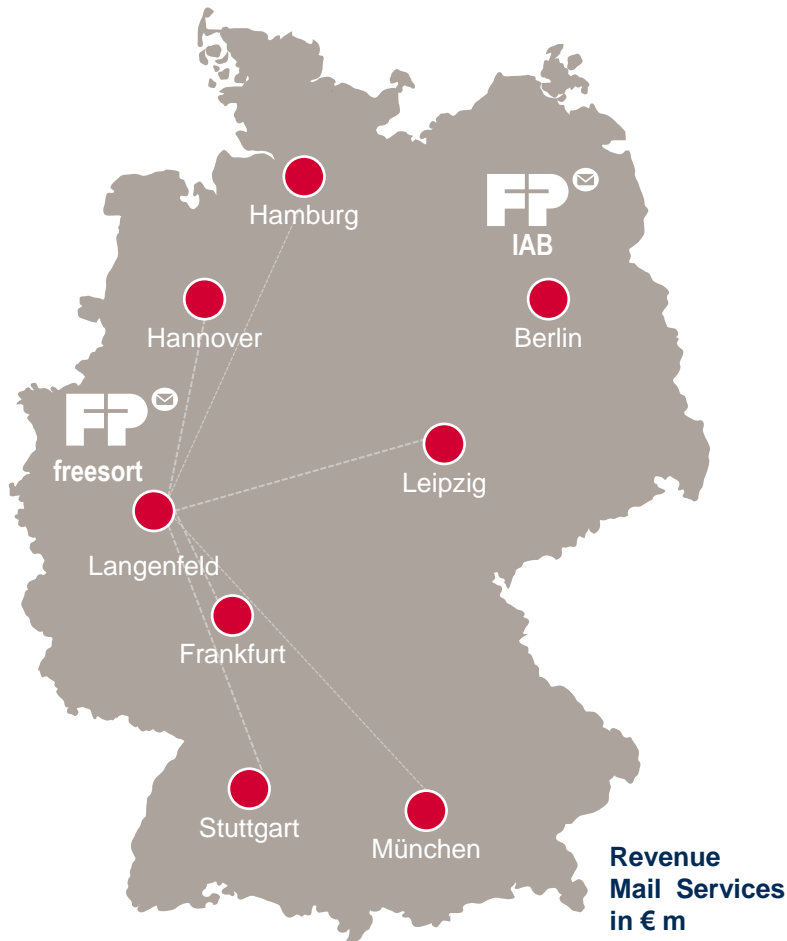 Hamburg
FP
IAB
Hannover
Berlin
FP
freesort
Leipzig
Langenfeld
Frankfurt
Stuttgart
München
Revenue
Mail Services
in € m